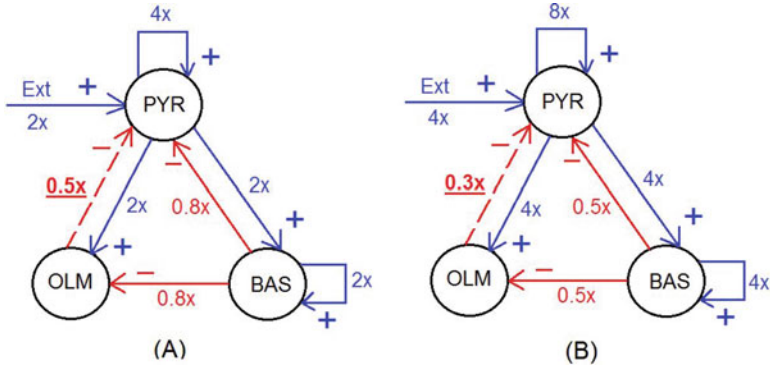 4x
+
Ext
+
PYR
2x
−
−
0.5x
2x
0.8x
2x
+
+
OLM
−
BAS
2x
0.8x
+
(A)
8x
+
Ext
+
PYR
4x
−
−
0.3x
4x
0.5x
4x
+
+
OLM
−
BAS
4x
0.5x
+
(B)